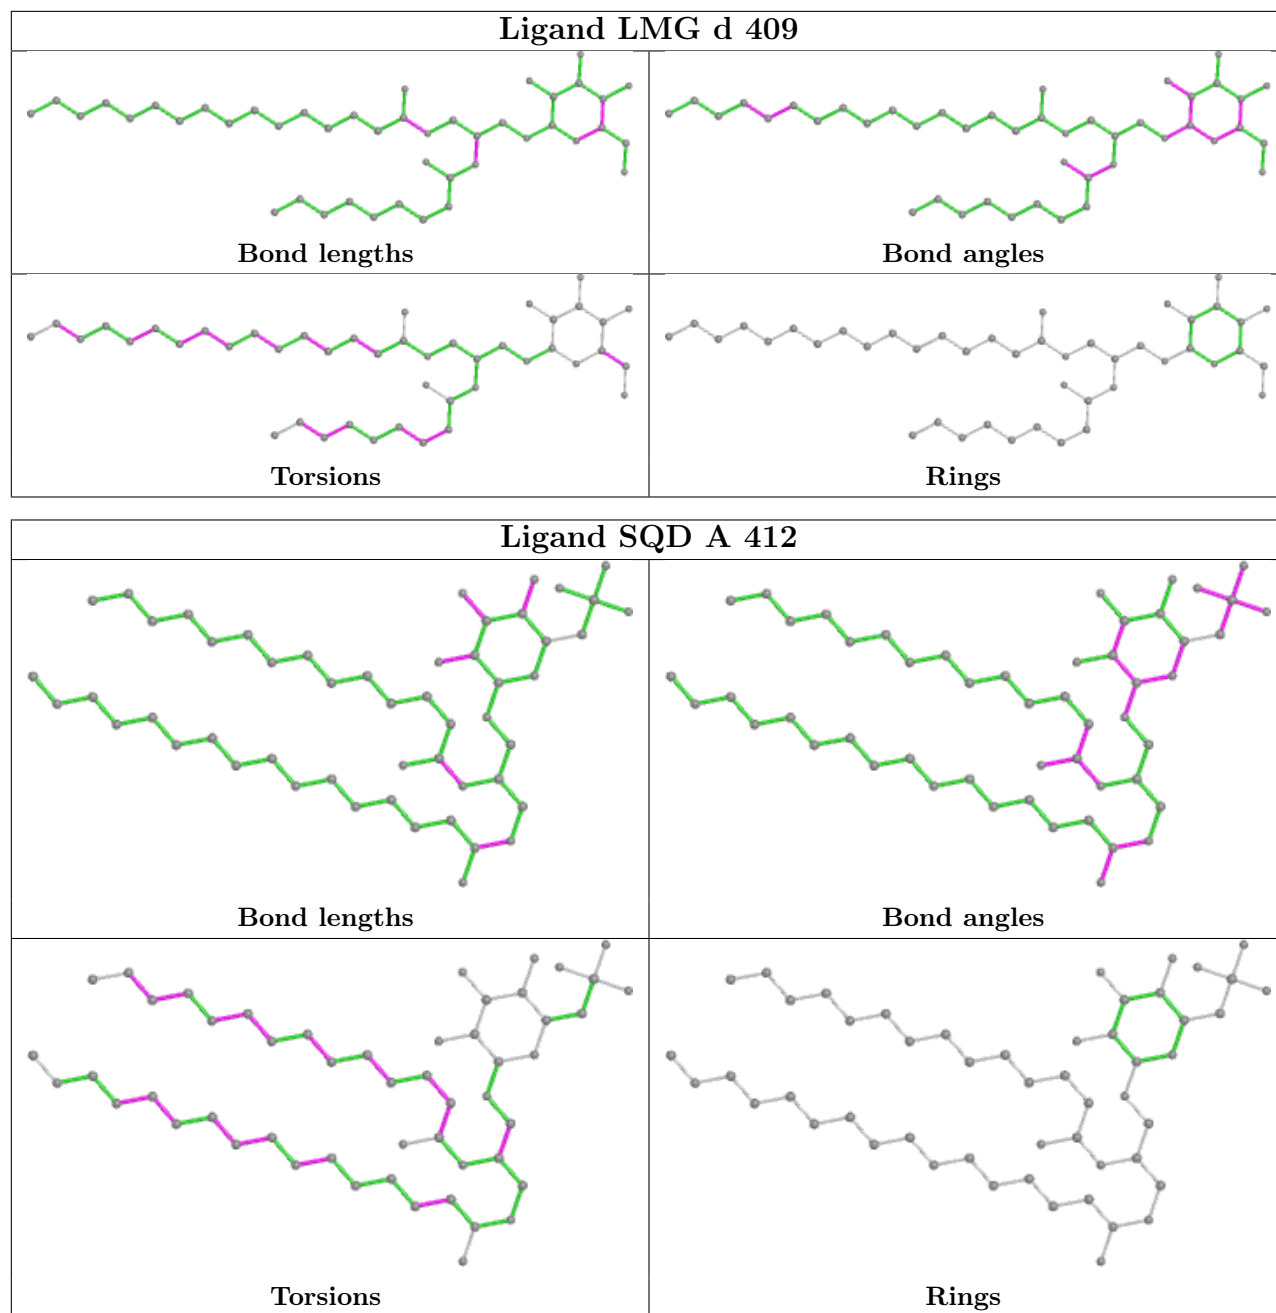 Ligand LMG d 409
Bond lengths
Bond angles
Torsions
Rings
Ligand SQD A 412
Bond lengths
Bond angles
Torsions
Rings